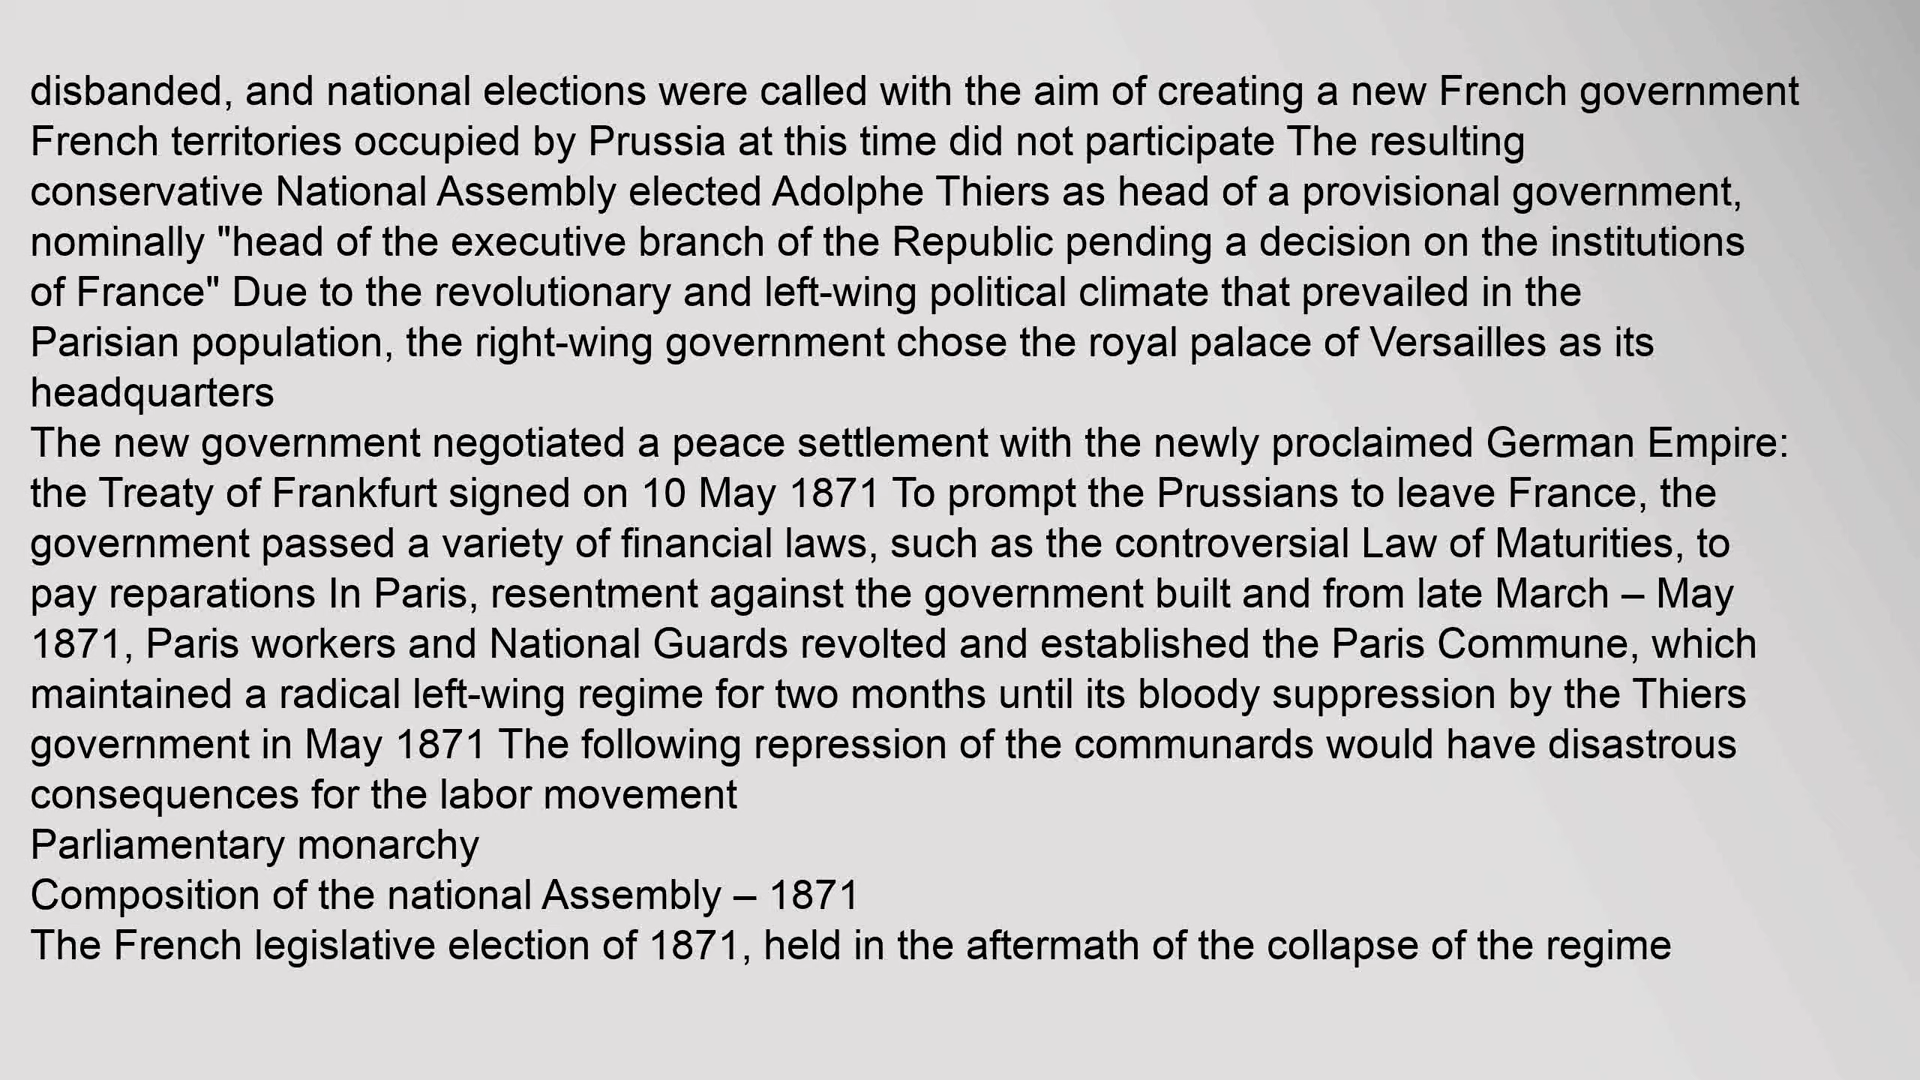 disbanded, and national elections were called with the aim of creating a new French government
French territories occupied by Prussia at this time did not participate The resulting
conservative National Assembly elected Adolphe Thiers as head of a provisional government,
nominally "head of the executive branch of the Republic pending a decision on the institutions
of France" Due to the revolutionary and left-wing political climate that prevailed in the
Parisian population, the right-wing government chose the royal palace of Versailles as its
headquarters
The new government negotiated a peace settlement with the newly proclaimed German Empire:
the Treaty of Frankfurt signed on 10 May 1871 To prompt the Prussians to leave France, the
government passed a variety of financial laws, such as the controversial Law of Maturities, to
pay reparations In Paris, resentment against the government built and from late March – May
1871, Paris workers and National Guards revolted and established the Paris Commune, which
maintained a radical left-wing regime for two months until its bloody suppression by the Thiers
government in May 1871 The following repression of the communards would have disastrous
consequences for the labor movement
Parliamentary monarchy
Composition of the national Assembly – 1871
The French legislative election of 1871, held in the aftermath of the collapse of the regime